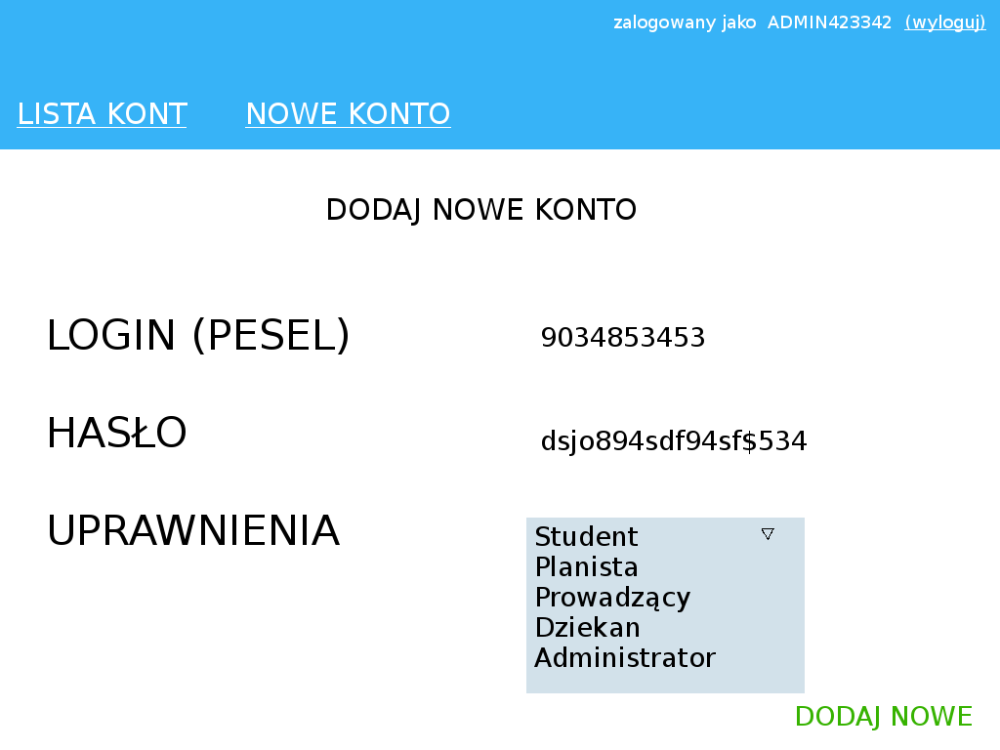 zalogowany jako ADMIN423342 (wyloguj)
LISTA KONT NOWE KONTO
DODAJ NOWE KONTO
LOGIN (PESEL) 9034853453
HASŁO dsjo894sdf94sf$534
UPRAWNIENIA Student
Planista
Prowadzący
Dziekan
Administrator
DODAJ NOWE